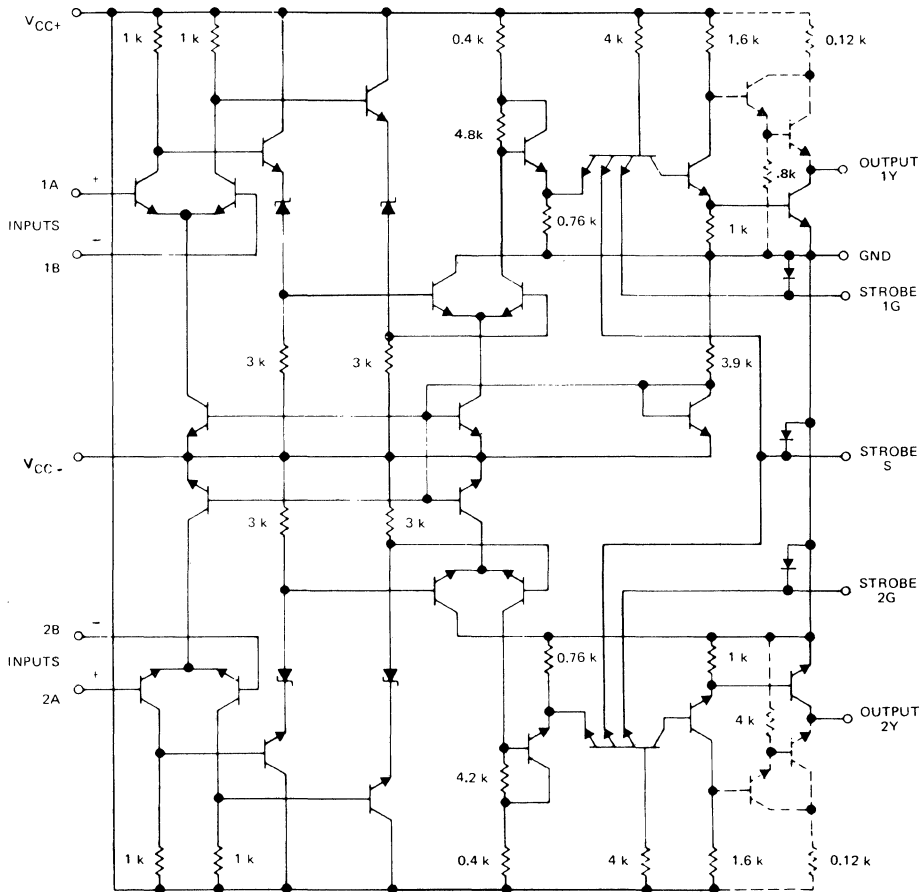 VCC+
1 k
1 k
0.4 k
4 k
1.6 k
0.12 k
4.8k
OUTPUT
1Y
.8k
1A
+
INPUTS
−
1B
0.76 k
1 k
GND
STROBE
1G
3 k
3 k
3.9 k
VCC -
STROBE
S
3 k
3 k
STROBE
2G
2B
−
INPUTS
+
2A
0.76 k
1 k
4 k
OUTPUT
2Y
4.2 k
1 k
1 k
0.4 k
4 k
1.6 k
0.12 k